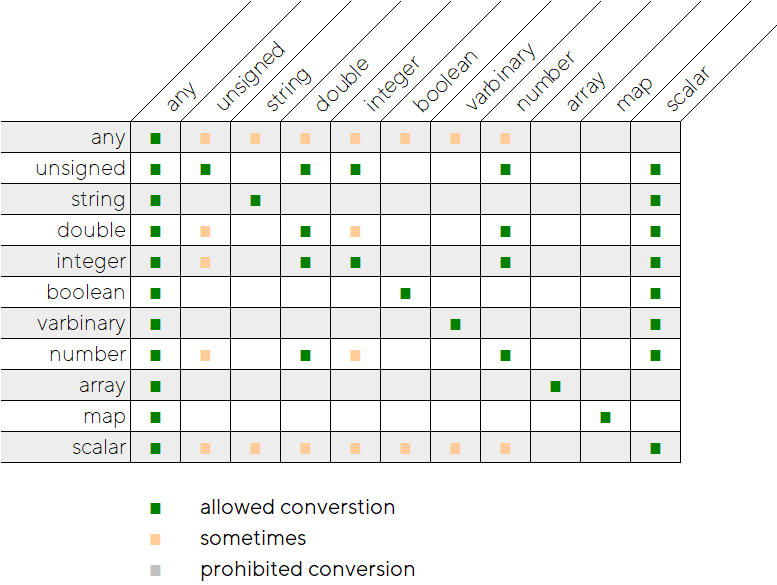 any
unsigned
string
double
integer
boolean
varbinary
number
array
map
scalar
any
unsigned
string
double
integer
boolean
varbinary
number
array
map
scalar
allowed converstion
sometimes
prohibited conversion